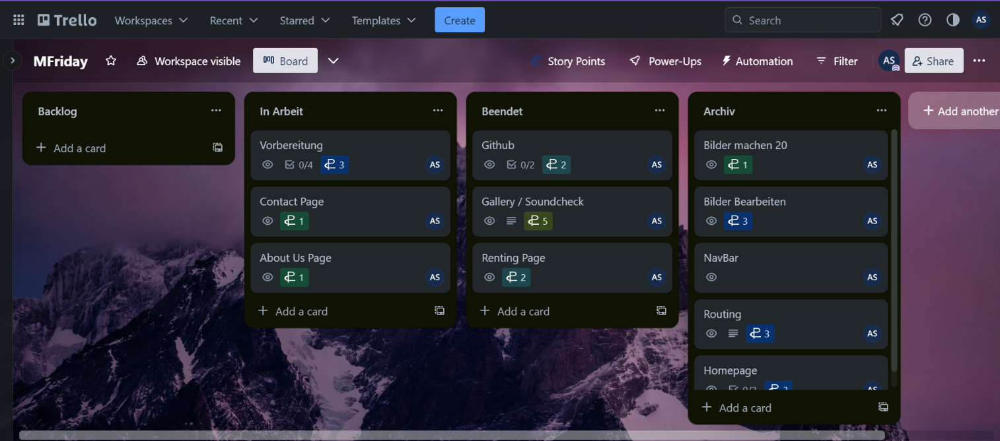 Trello
Workspaces
Recent
Starred
Templates
Create
Search
AS
MFriday
Workspace visible
Board
Story Points
Power-Ups
Automation
Filter
AS
Share
Backlog
Add a card
In Arbeit
Vorbereitung
0/4
3
AS
Contact Page
1
AS
About Us Page
1
AS
Add a card
Beendet
Github
0/2
2
AS
Gallery / Soundcheck
5
AS
Renting Page
2
AS
Add a card
Archiv
Bilder machen 20
1
AS
Bilder Bearbeiten
3
AS
NavBar
AS
Routing
3
AS
Homepage
AS
Add a card
Add another